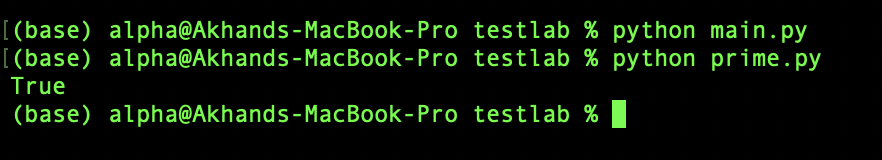 [(base) alpha@Akhands-MacBook-Pro testlab % python main.py
[(base) alpha@Akhands-MacBook-Pro testlab % python prime.py
True
(base) alpha@Akhands-MacBook-Pro testlab %